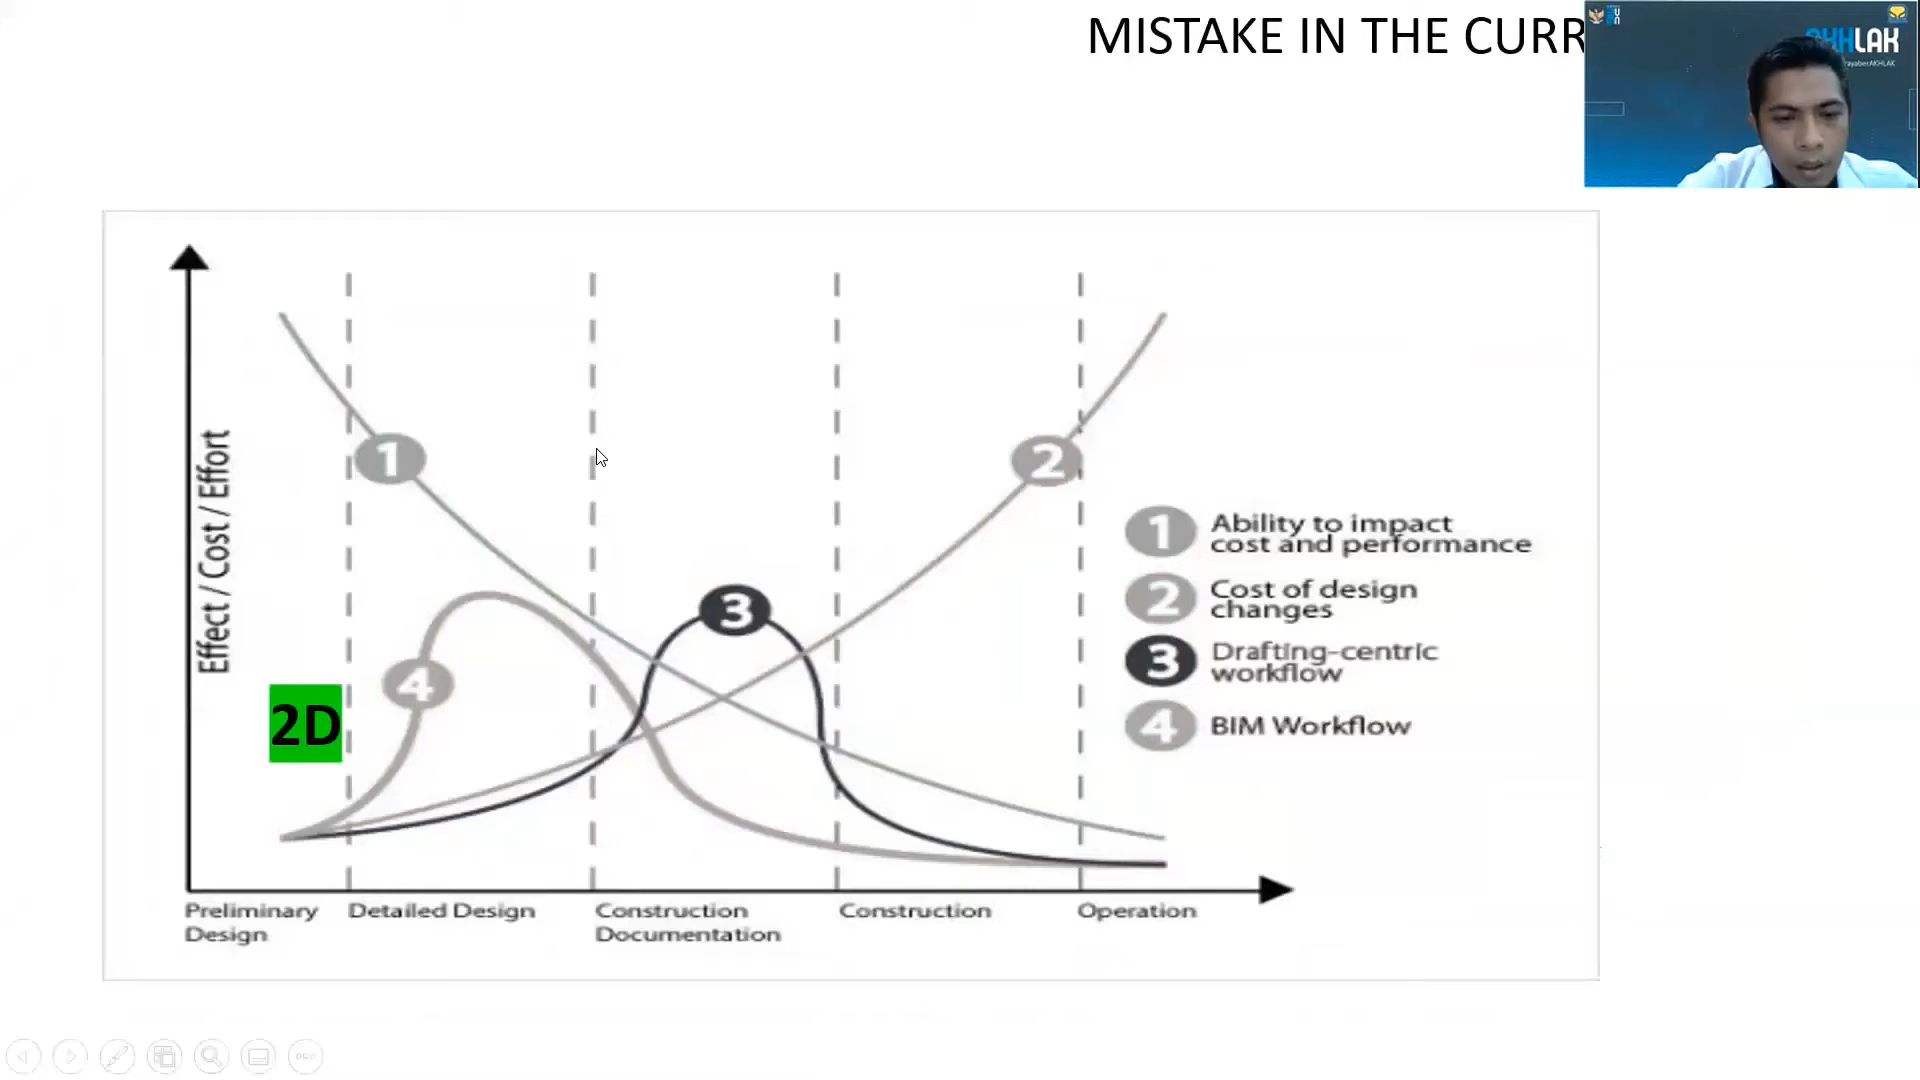 MISTAKE IN THE CURR
AKHLAK
Effect / Cost / Effort
1
2
3
4
2D
1 Ability to impact
cost and performance
2 Cost of design
changes
3 Drafting-centric
workflow
4 BIM Workflow
Preliminary
Design
Detailed Design
Construction
Documentation
Construction
Operation